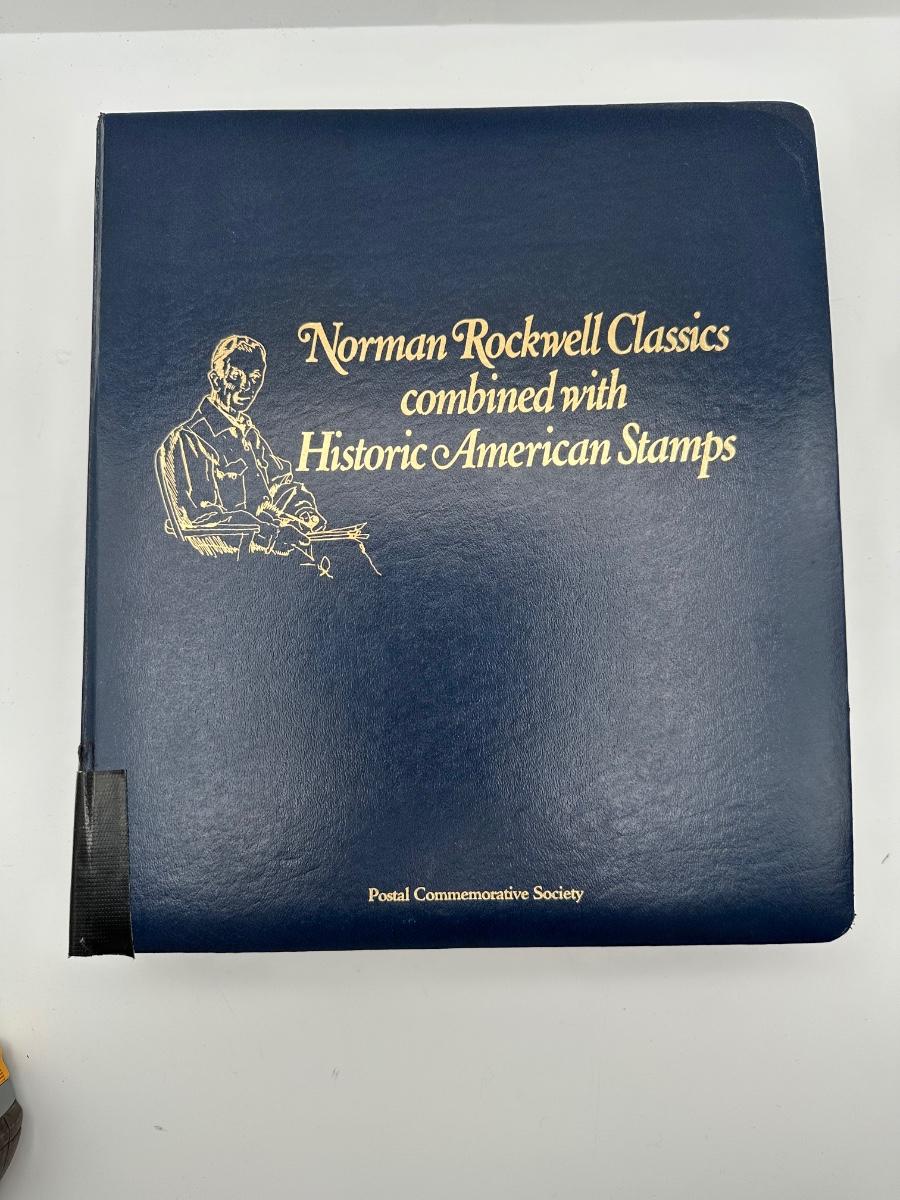 Norman Rockwell Classics
combined with
Historic American Stamps
Postal Commemorative Society